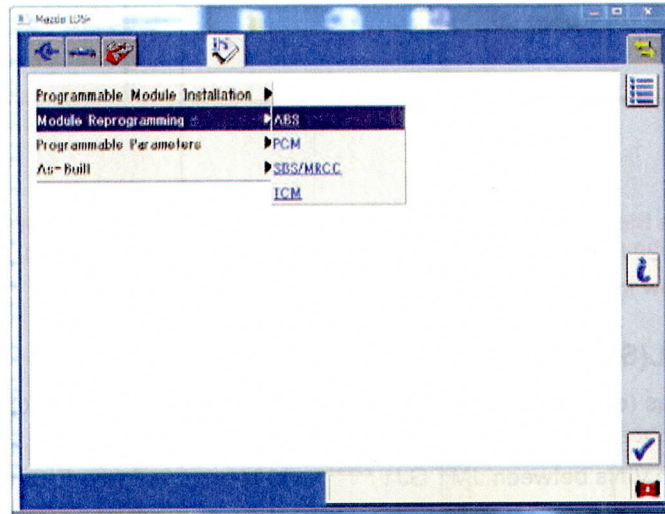 Mazda IDS
Programmable Module Installation
Module Reprogramming
ABS
Programmable Parameters
PCM
As-Built
SBS/MRCC
ICM